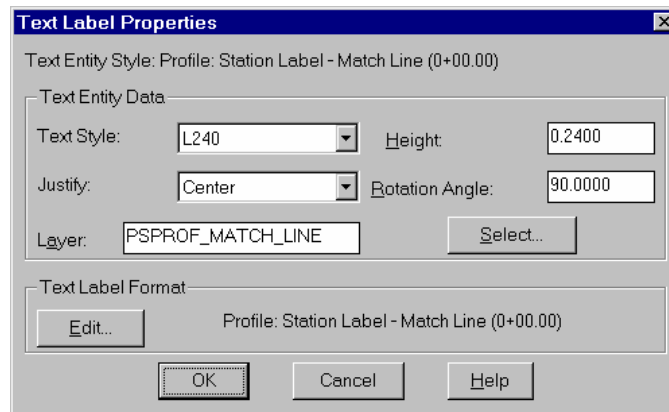 Text Label Properties
Text Entity Style: Profile: Station Label - Match Line (0+00.00)
Text Entity Data
Text Style: L240 Height: 0.2400
Justify: Center Rotation Angle: 90.0000
Layer: PSPROF_MATCH_LINE Select...
Text Label Format
Edit... Profile: Station Label - Match Line (0+00.00)
OK Cancel Help